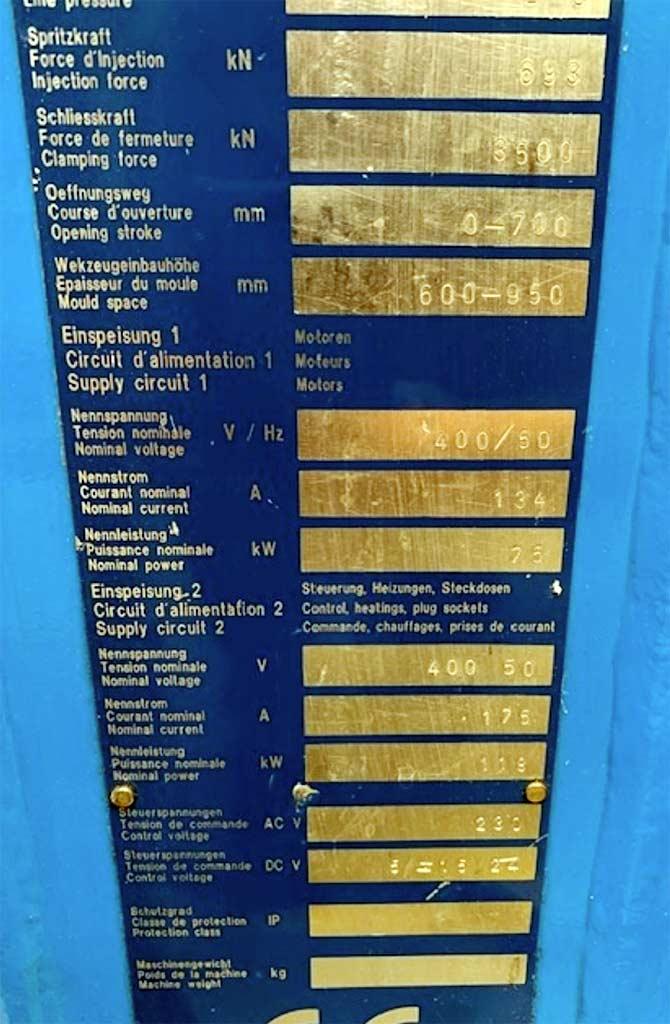 Line pressure
Spritzkraft
Force d'Injection kN 693
Injection force
Schliesskraft
Force de fermeture kN 3500
Clamping force
Oeffnungsweg
Course d'ouverture mm 0-700
Opening stroke
Wekzeugeinbauhöhe
Epaisseur du moule mm 600-950
Mould space
Einspeisung 1 Motoren
Circuit d'alimentation 1 Moteurs
Supply circuit 1 Motors
Nennspannung
Tension nominale V / Hz 400/50
Nominal voltage
Nennstrom
Courant nominal A 134
Nominal current
Nennleistung
Puissance nominale kW 75
Nominal power
Einspeisung 2 Steuerung, Heizungen, Steckdosen
Circuit d'alimentation 2 Control, heatings, plug sockets
Supply circuit 2 Commande, chauffages, prises de courant
Nennspannung
Tension nominale V 400 50
Nominal voltage
Nennstrom
Courant nominal A 175
Nominal current
Nennleistung
Puissance nominale kW
Nominal power
Steuerspannungen
Tension de commande AC V 230
Control voltage
Steuerspannungen
Tension de commande DC V
Control voltage
Schutzgrad
Classe de protection IP
Protection class
Maschinengewicht
Poids de la machine kg
Machine weight